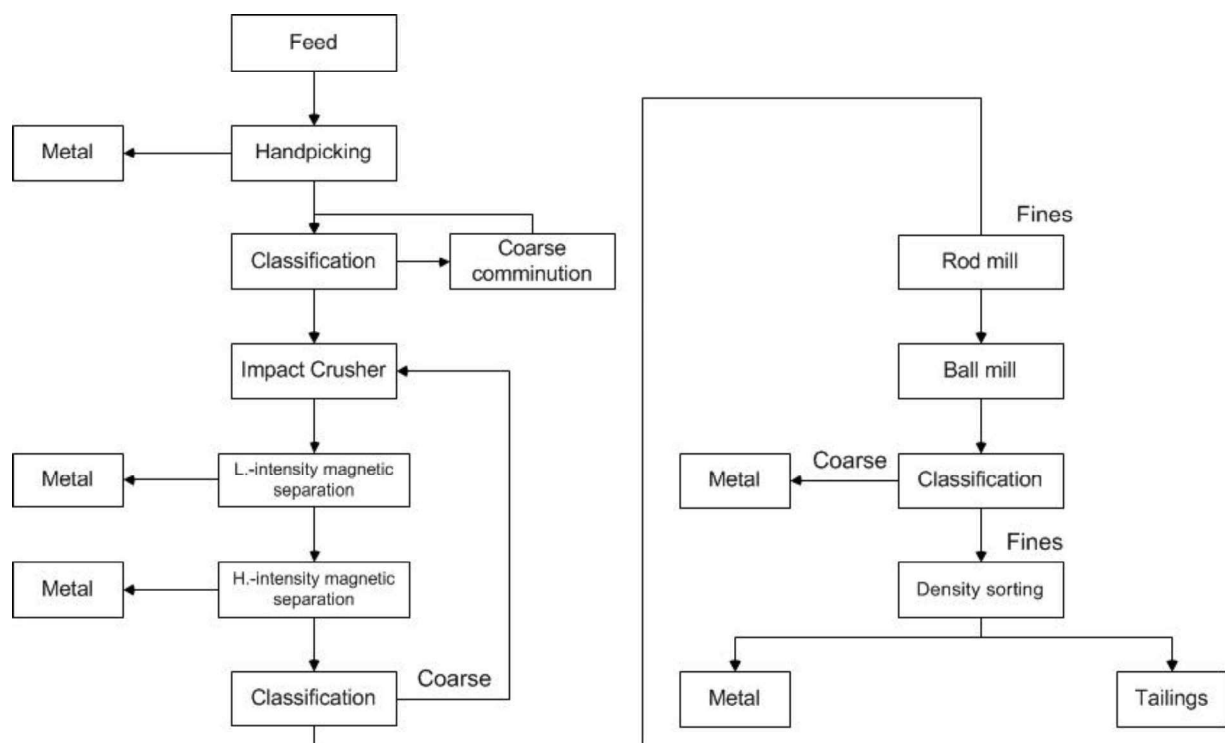 Feed
Metal
Handpicking
Classification
Coarse
comminution
Impact Crusher
Metal
L.-intensity magnetic
separation
Metal
H.-intensity magnetic
separation
Classification
Coarse
Fines
Rod mill
Ball mill
Metal
Coarse
Classification
Fines
Density sorting
Metal
Tailings